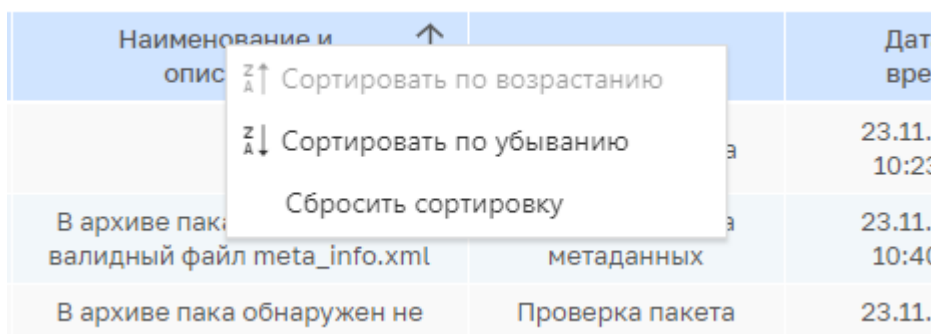 Наименование и
опис
Дат
вре
Сортировать по возрастанию
Сортировать по убыванию
Сбросить сортировку
а
23.11.
10:23
В архиве пака
валидный файл meta_info.xml
а
метаданных
23.11.
10:40
В архиве пака обнаружен не
Проверка пакета
23.11.